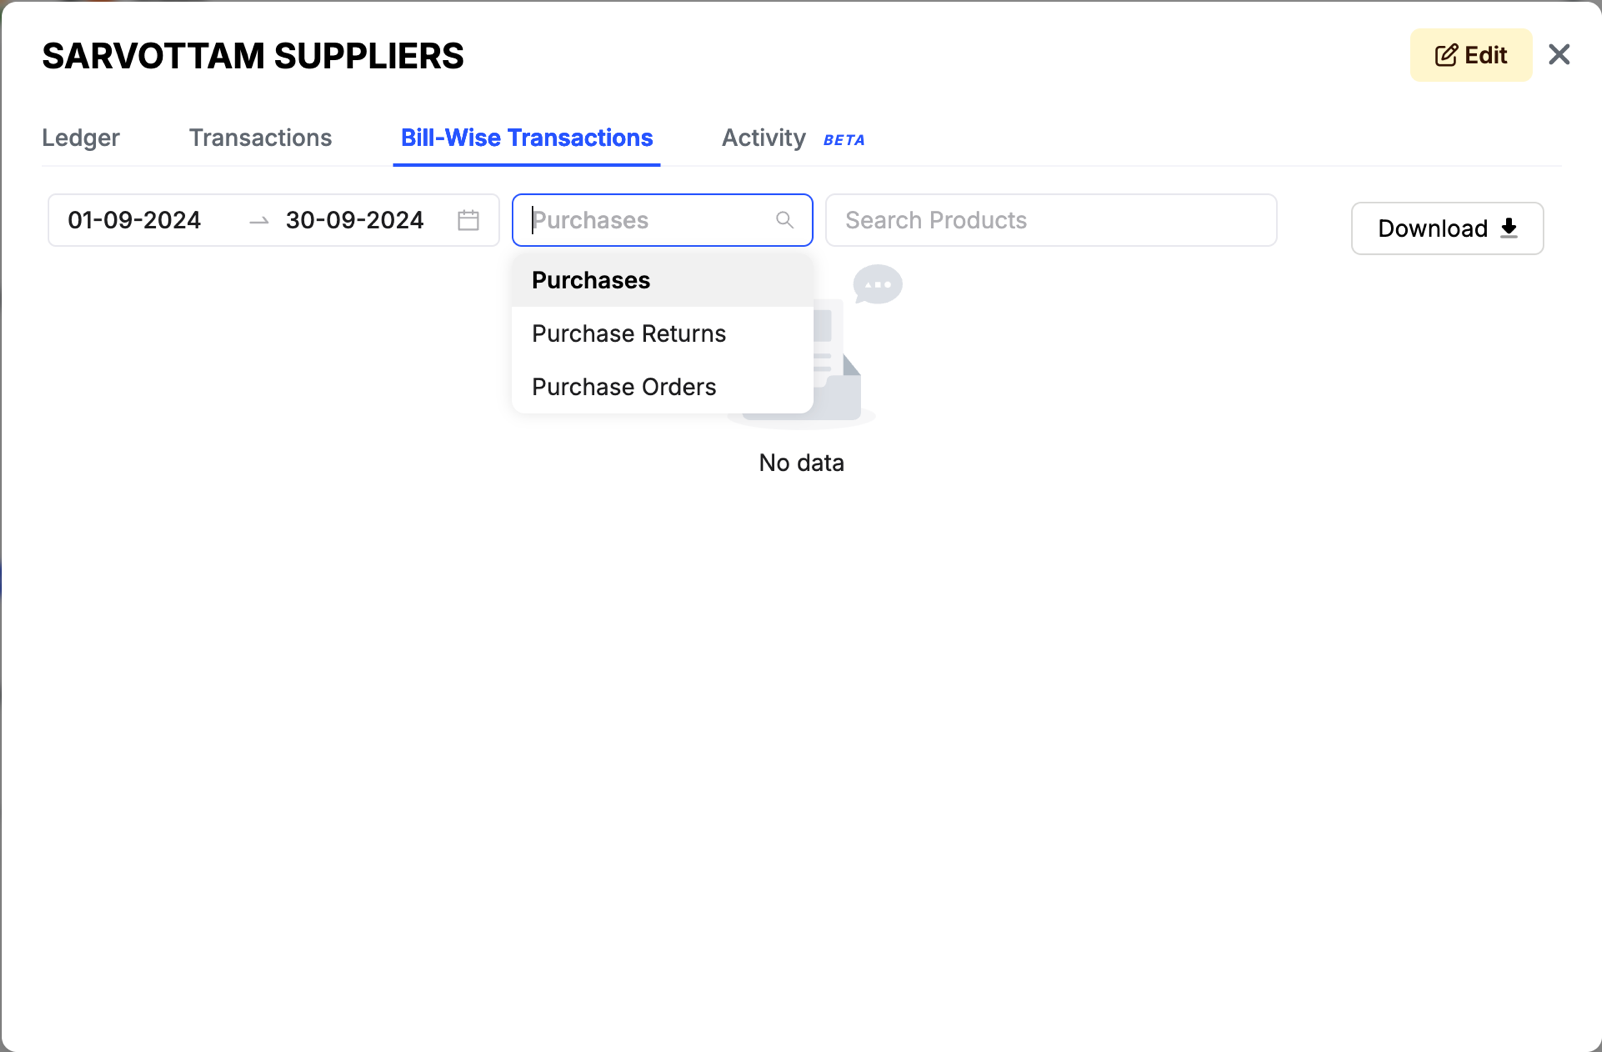 SARVOTTAM SUPPLIERS
Edit
Ledger
Transactions
Bill-Wise Transactions
Activity BETA
01-09-2024
30-09-2024
Purchases
Search Products
Download
Purchases
Purchase Returns
Purchase Orders
No data